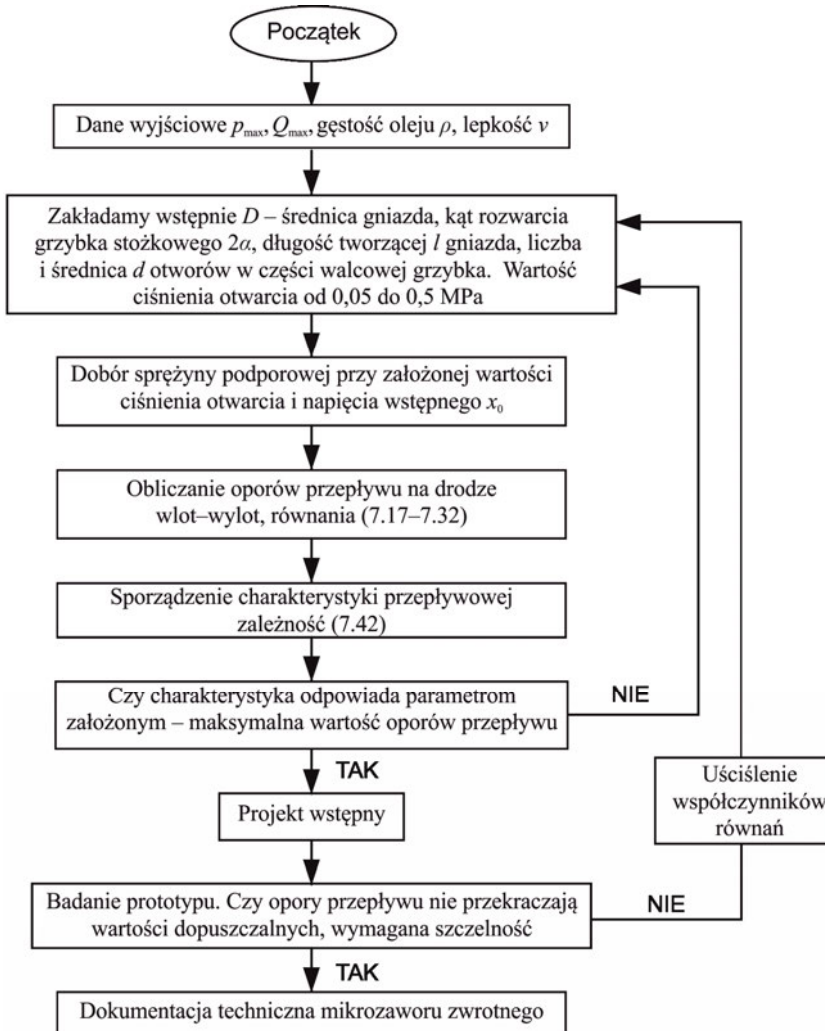 Początek
Dane wyjściowe pmax, Qmax, gęstość oleju ρ, lepkość ν
Zakładamy wstępnie D – średnica gniazda, kąt rozwarcia
grzybka stożkowego 2α, długość tworzącej l gniazda, liczba
i średnica d otworów w części walcowej grzybka. Wartość
ciśnienia otwarcia od 0,05 do 0,5 MPa
Dobór sprężyny podporowej przy założonej wartości
ciśnienia otwarcia i napięcia wstępnego x0
Obliczanie oporów przepływu na drodze
wlot–wylot, równania (7.17–7.32)
Sporządzenie charakterystyki przepływowej
zależność (7.42)
Czy charakterystyka odpowiada parametrom
założonym – maksymalna wartość oporów przepływu
NIE
TAK
Projekt wstępny
Uściślenie
współczynników
równań
Badanie prototypu. Czy opory przepływu nie przekraczają
wartości dopuszczalnych, wymagana szczelność
NIE
TAK
Dokumentacja techniczna mikrozaworu zwrotnego